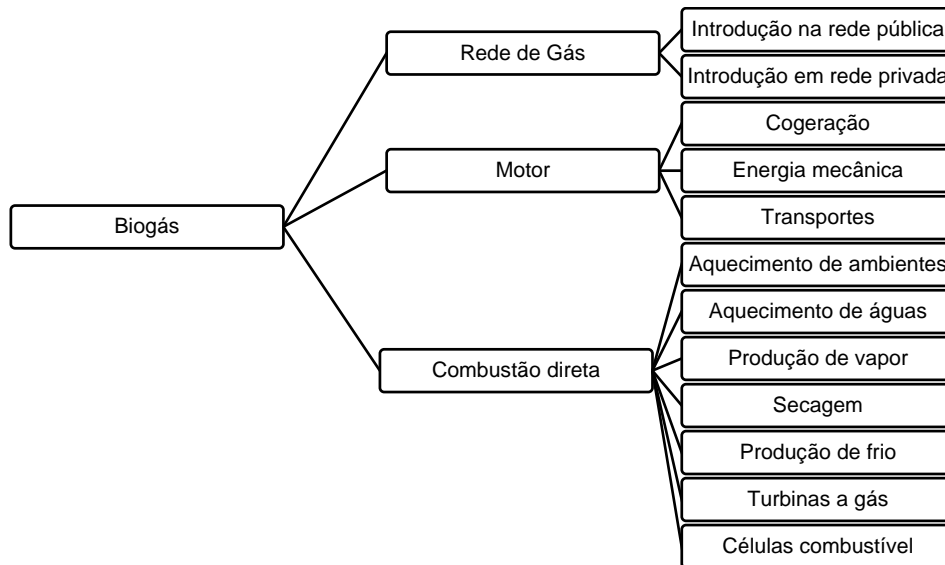 Biogás
Rede de Gás
Introdução na rede pública
Introdução em rede privada
Motor
Cogeração
Energia mecânica
Transportes
Combustão direta
Aquecimento de ambientes
Aquecimento de águas
Produção de vapor
Secagem
Produção de frio
Turbinas a gás
Células combustível